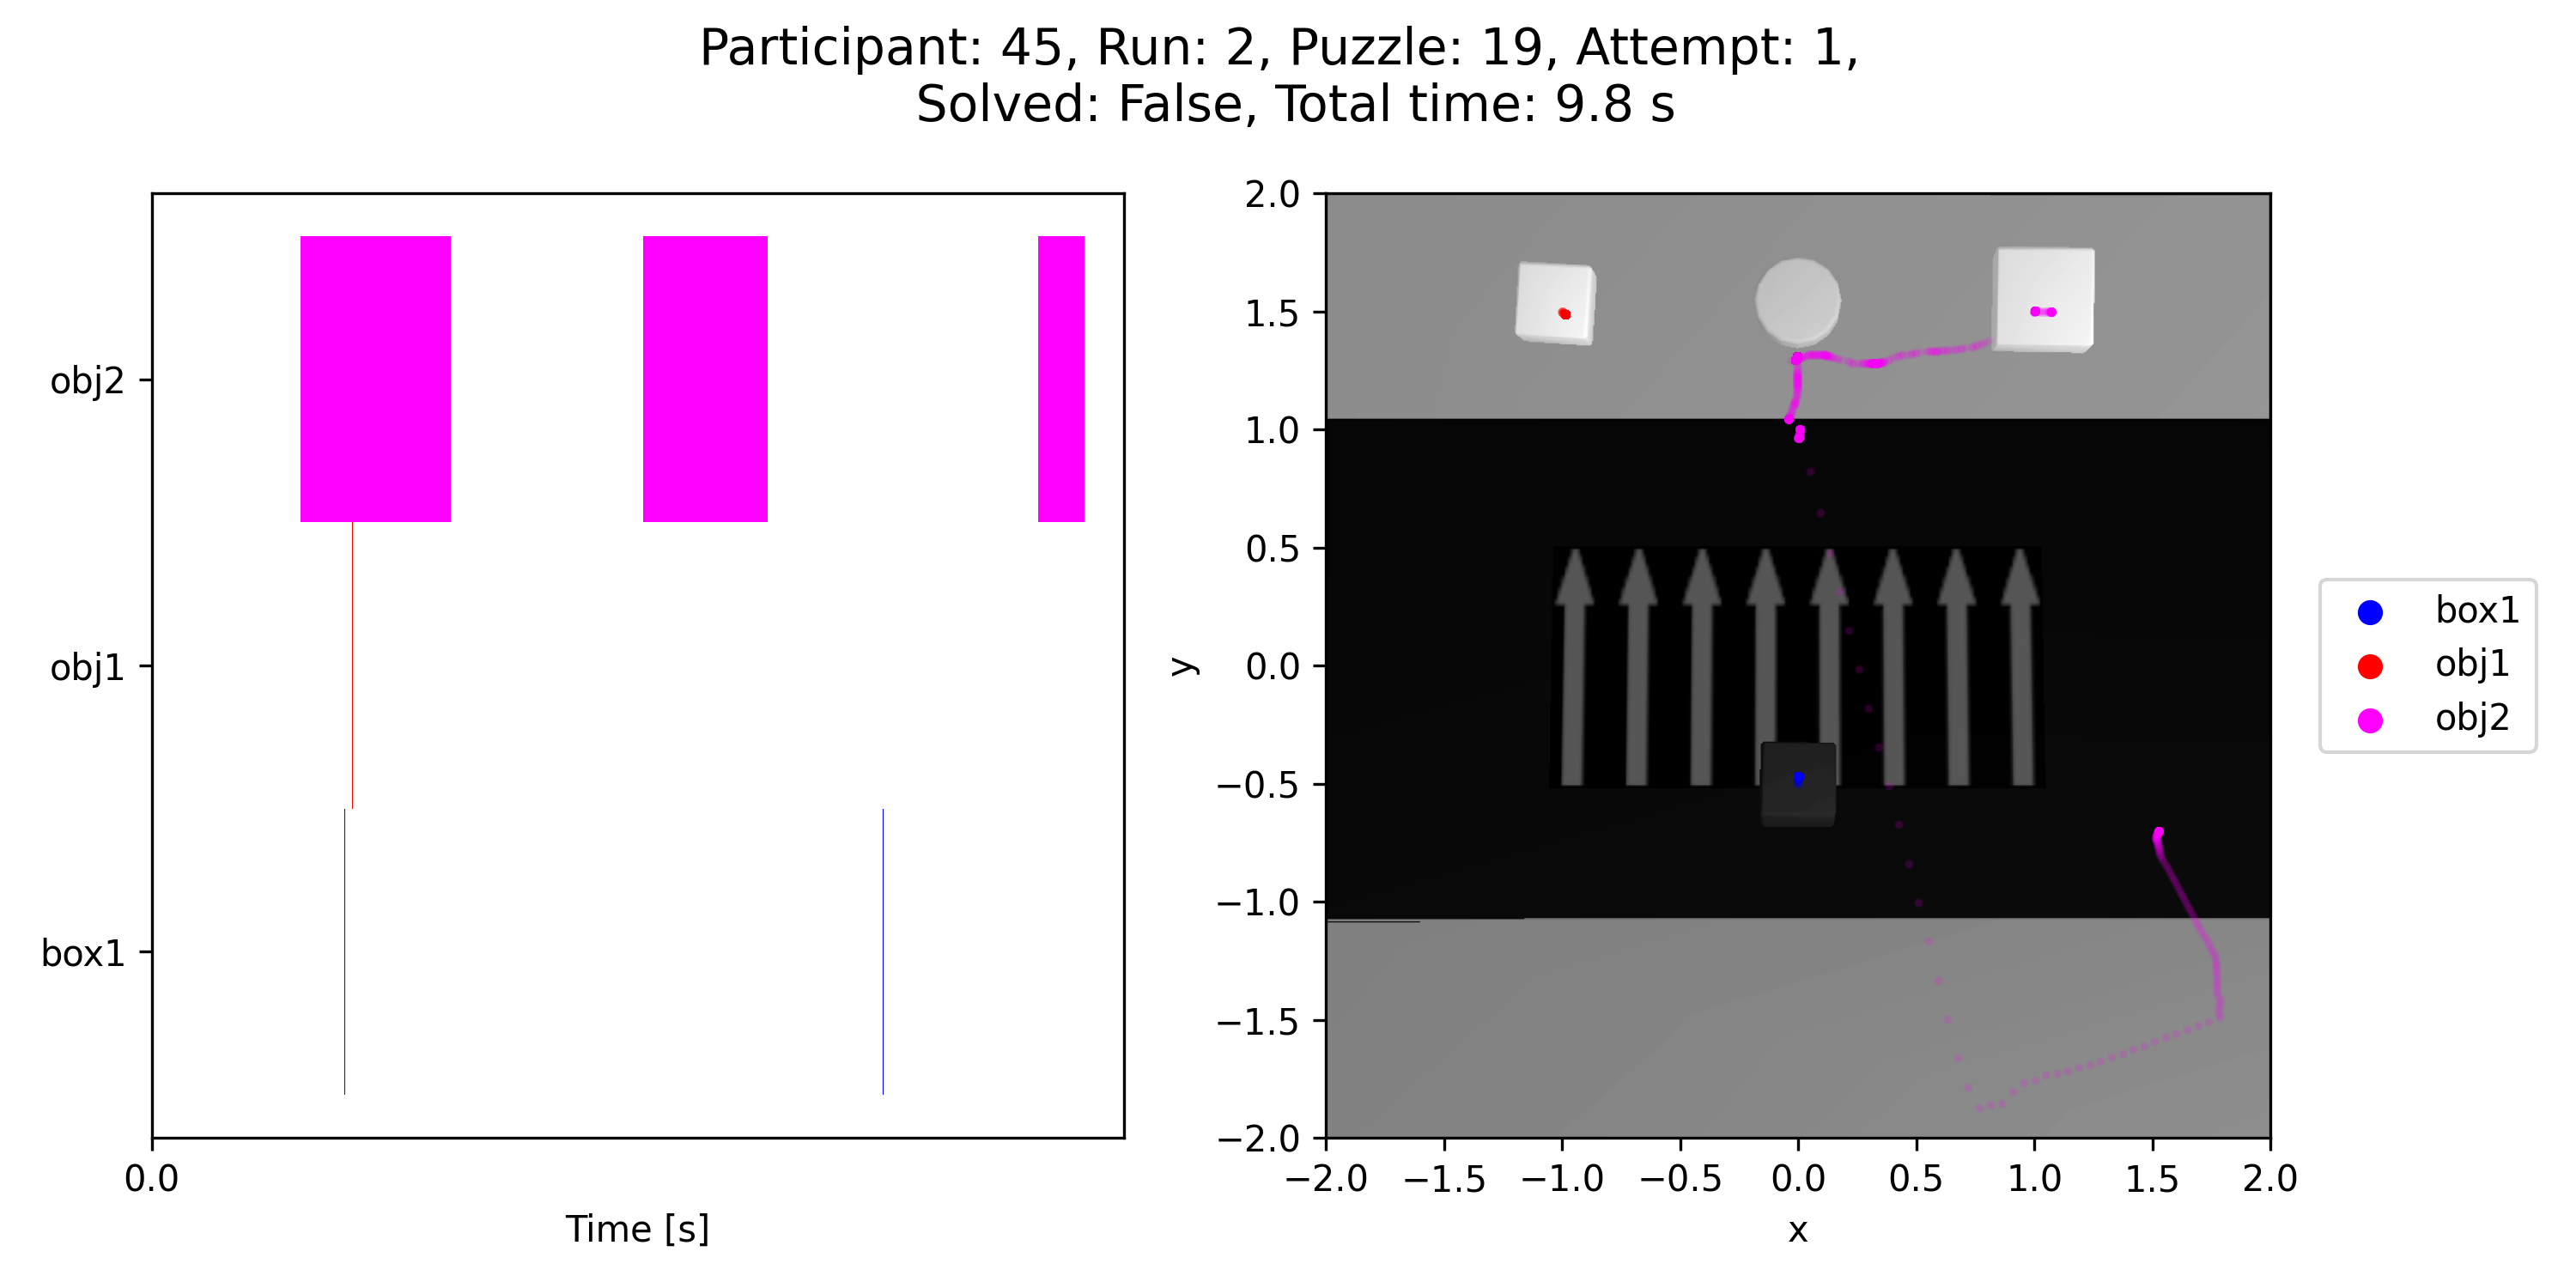 Participant: 45, Run: 2, Puzzle: 19, Attempt: 1,
Solved: False, Total time: 9.8 s
obj2
obj1
box1
0.0
Time [s]
2.0
1.5
1.0
0.5
0.0
−0.5
−1.0
−1.5
−2.0
y
−2.0 −1.5 −1.0 −0.5 0.0 0.5 1.0 1.5 2.0
x
box1
obj1
obj2